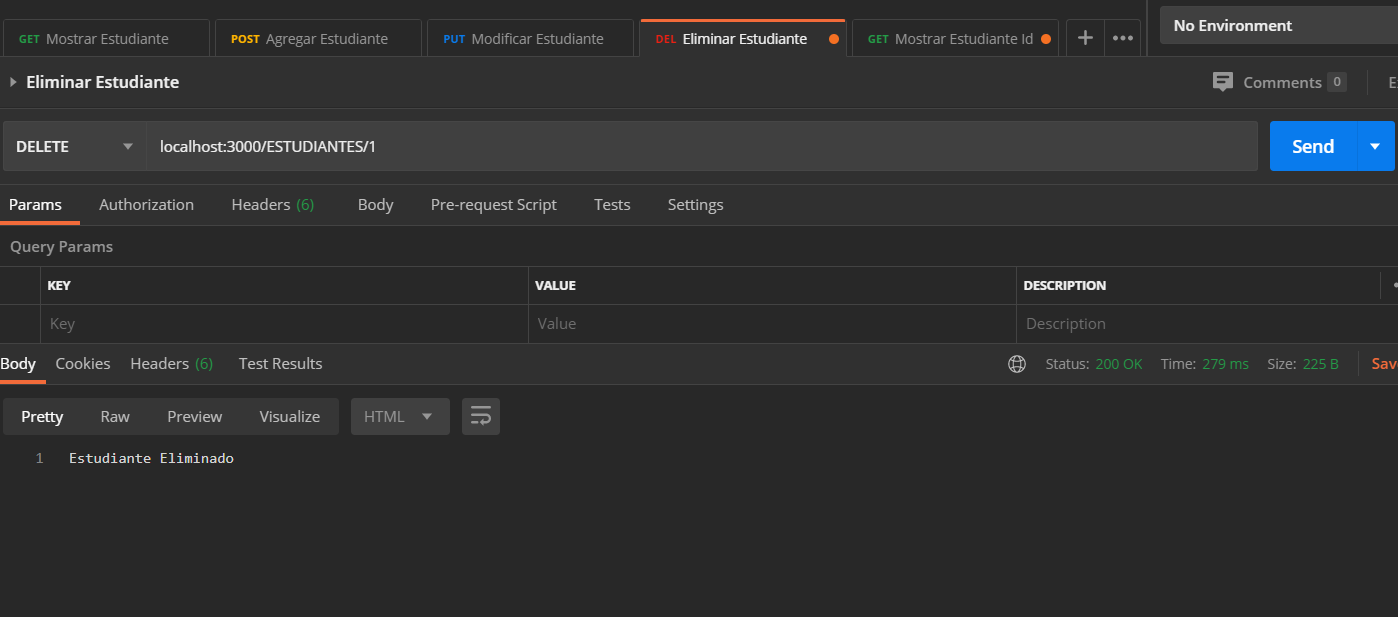 GET Mostrar Estudiante POST Agregar Estudiante PUT Modificar Estudiante DEL Eliminar Estudiante GET Mostrar Estudiante Id No Environment
Eliminar Estudiante Comments 0
DELETE localhost:3000/ESTUDIANTES/1 Send
Params Authorization Headers (6) Body Pre-request Script Tests Settings
Query Params
KEY VALUE DESCRIPTION
Key Value Description
Body Cookies Headers (6) Test Results Status: 200 OK Time: 279 ms Size: 225 B
Pretty Raw Preview Visualize HTML
1 Estudiante Eliminado